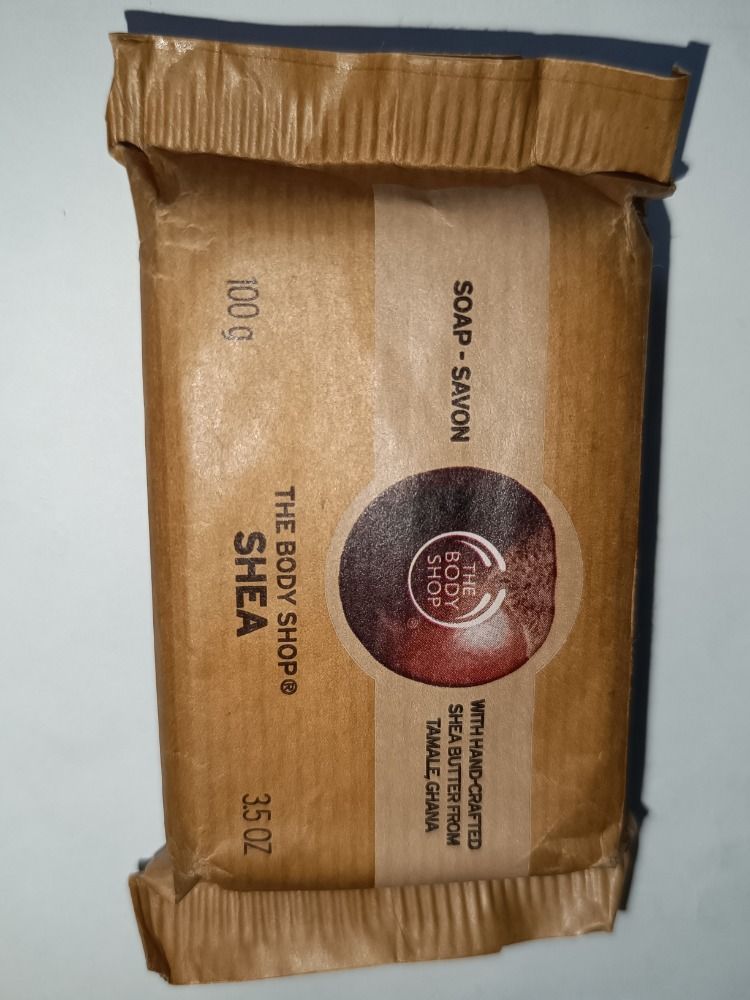 SOAP - SAVON
THE
BODY
SHOP
®
WITH HAND-CRAFTED
SHEA BUTTER FROM
TAMALE, GHANA
100 g
THE BODY SHOP®
SHEA
3.5 OZ